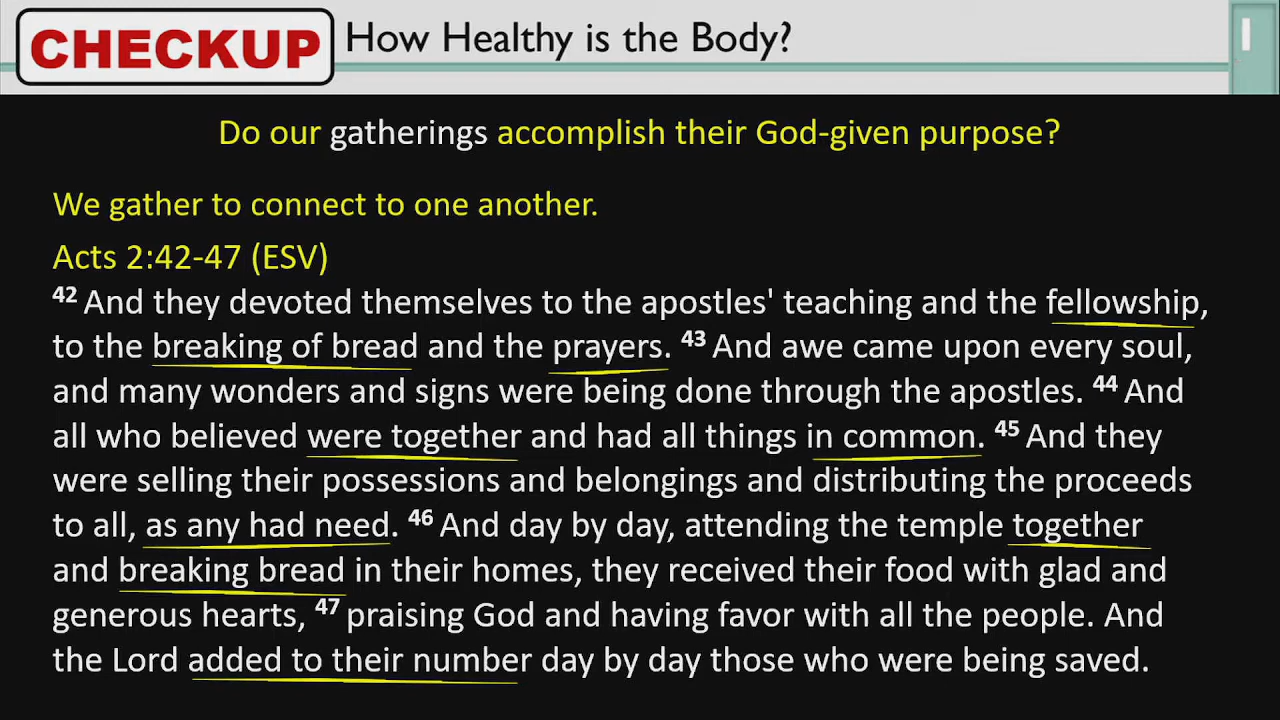 CHECKUP How Healthy is the Body?
Do our gatherings accomplish their God-given purpose?
We gather to connect to one another.
Acts 2:42-47 (ESV)
42 And they devoted themselves to the apostles' teaching and the fellowship,
to the breaking of bread and the prayers. 43 And awe came upon every soul,
and many wonders and signs were being done through the apostles. 44 And
all who believed were together and had all things in common. 45 And they
were selling their possessions and belongings and distributing the proceeds
to all, as any had need. 46 And day by day, attending the temple together
and breaking bread in their homes, they received their food with glad and
generous hearts, 47 praising God and having favor with all the people. And
the Lord added to their number day by day those who were being saved.